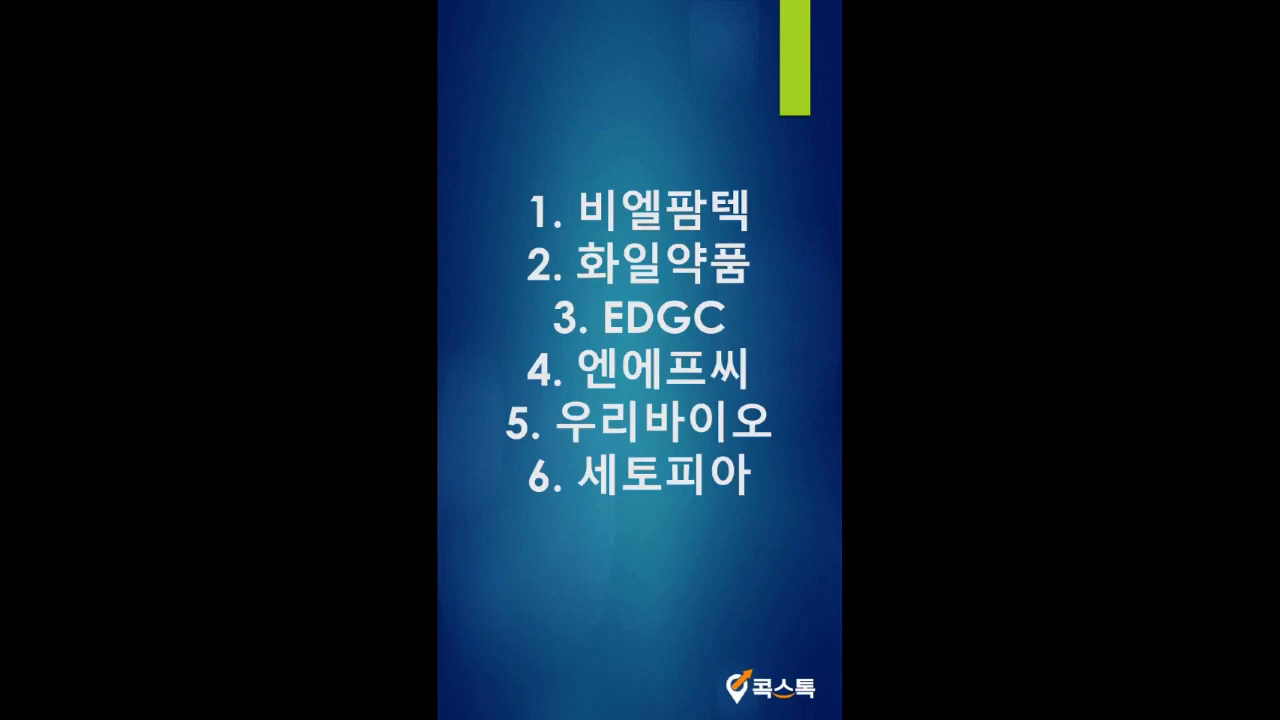 1. 비엘팜텍
2. 화일약품
3. EDGC
4. 엔에프씨
5. 우리바이오
6. 세토피아
콕스톡